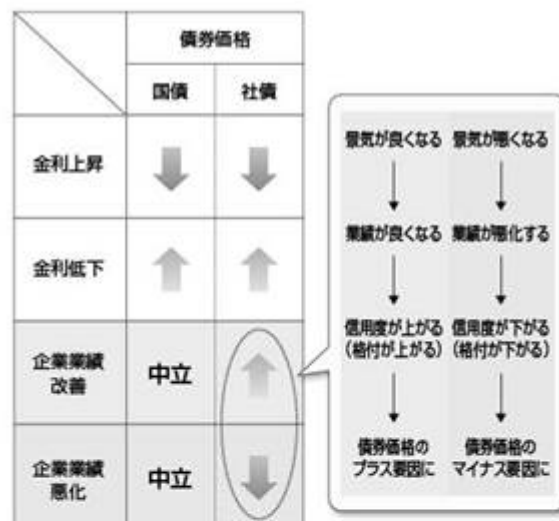 債券価格
国債 社債
金利上昇
金利低下
企業業績
改善
中立
企業業績
悪化
中立
景気が良くなる 景気が悪くなる
業績が良くなる 業績が悪化する
信用度が上がる 信用度が下がる
(格付が上がる) (格付が下がる)
債券価格の 債券価格の
プラス要因に マイナス要因に